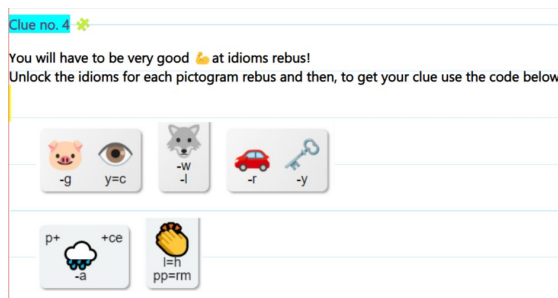 Clue no. 4
You will have to be very good at idioms rebus!
Unlock the idioms for each pictogram rebus and then, to get your clue use the code below
-g y=c
-w
-l
-r -y
p+ +ce
-a
l=h
pp=rm